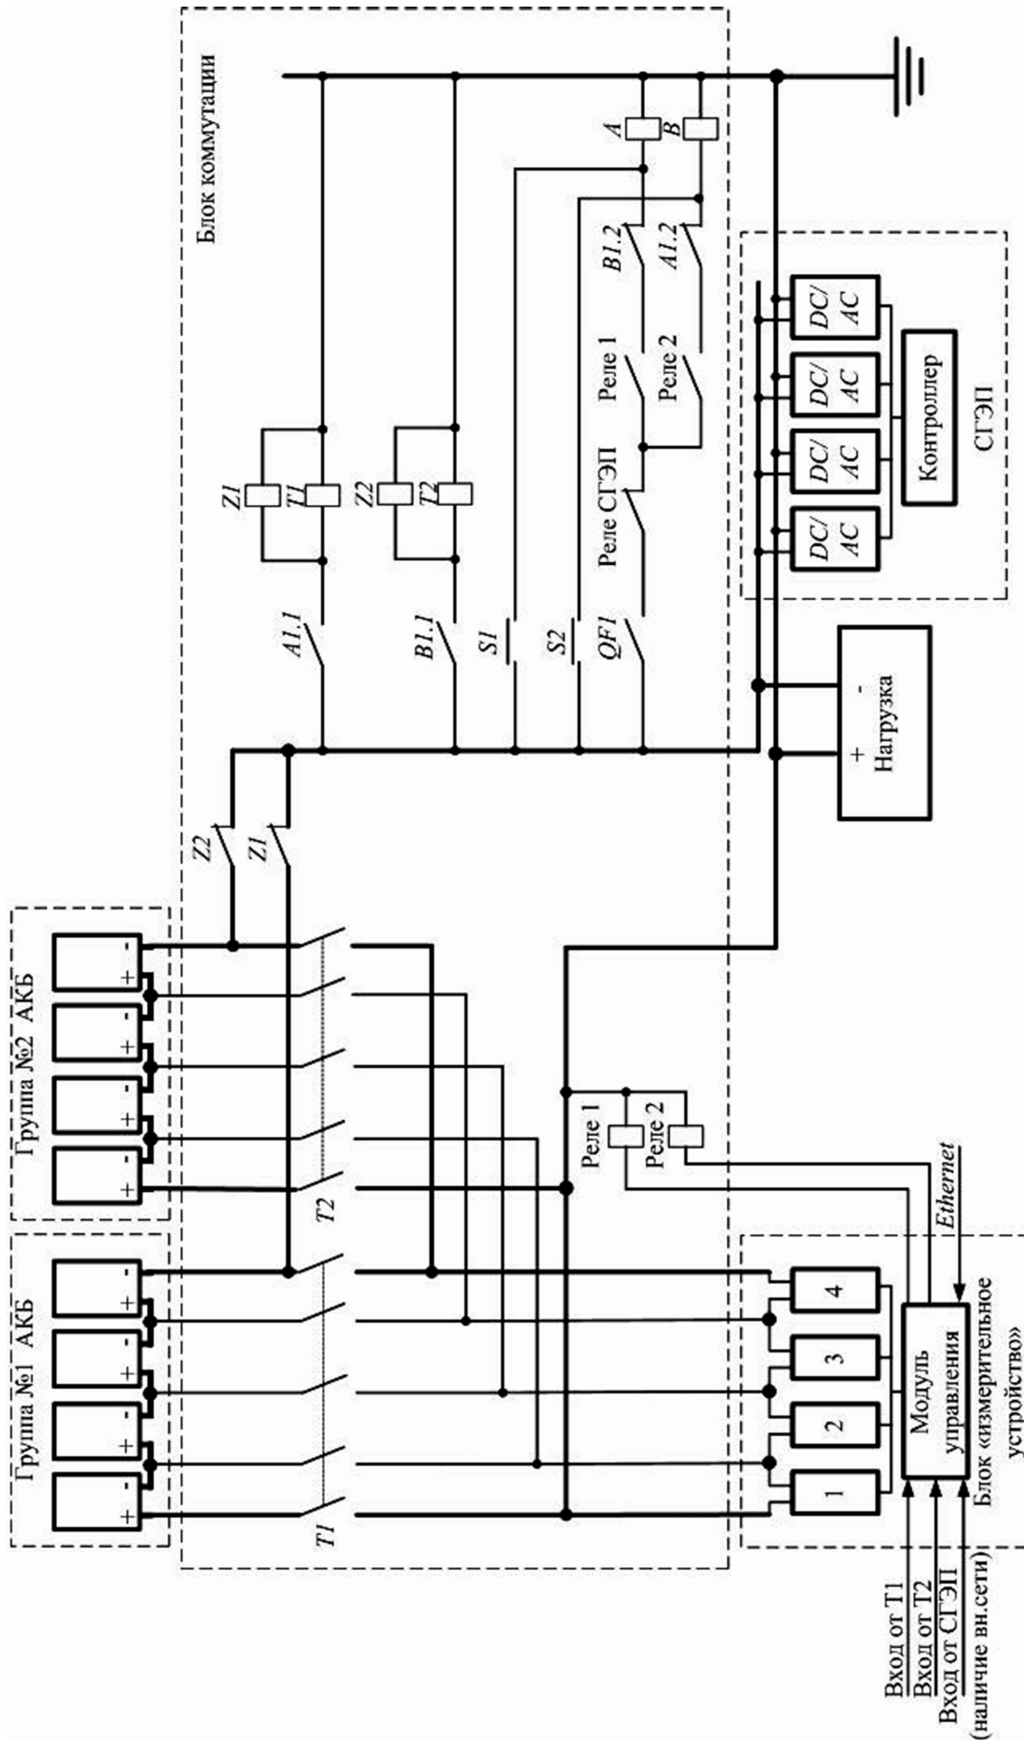 Группа №1 АКБ
+ -
+ -
+ -
+ -
Группа №2 АКБ
+ -
+ -
+ -
+ -
Блок коммутации
Z2
Z1
Z1
T1
Z2
T2
A1.1
B1.1
S1
S2
QF1
Реле СГЭП
Реле 1
Реле 2
B1.2
A1.2
A
B
T1
T2
Реле 1
Реле 2
1
2
3
4
Модуль
управления
Блок «измерительное
устройство»
Ethernet
Вход от Т1
Вход от Т2
Вход от СГЭП
(наличие вн.сети)
+ -
Нагрузка
DC/
AC
DC/
AC
DC/
AC
DC/
AC
Контроллер
СГЭП